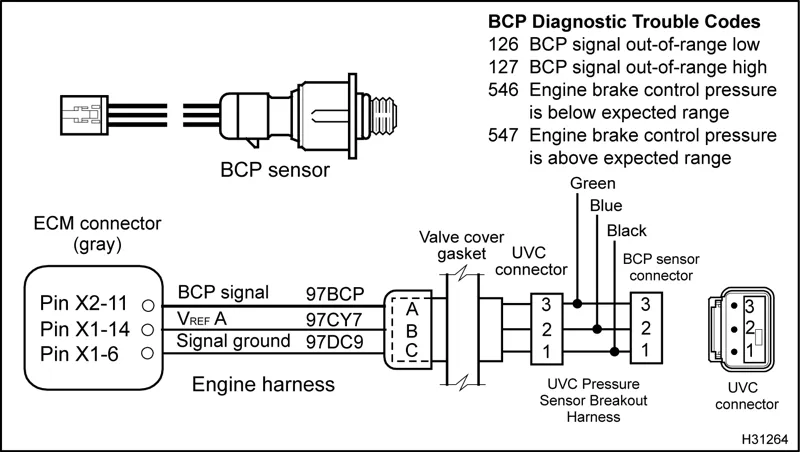 BCP Diagnostic Trouble Codes
126 BCP signal out-of-range low
127 BCP signal out-of-range high
546 Engine brake control pressure
is below expected range
547 Engine brake control pressure
is above expected range
BCP sensor
Green
Blue
Black
ECM connector
(gray)
Valve cover
gasket
UVC
connector
BCP sensor
connector
Pin X2-11
Pin X1-14
Pin X1-6
BCP signal 97BCP
VREF A 97CY7
Signal ground 97DC9
A
B
C
3
2
1
3
2
1
3
2
1
Engine harness
UVC Pressure
Sensor Breakout
Harness
UVC
connector
H31264